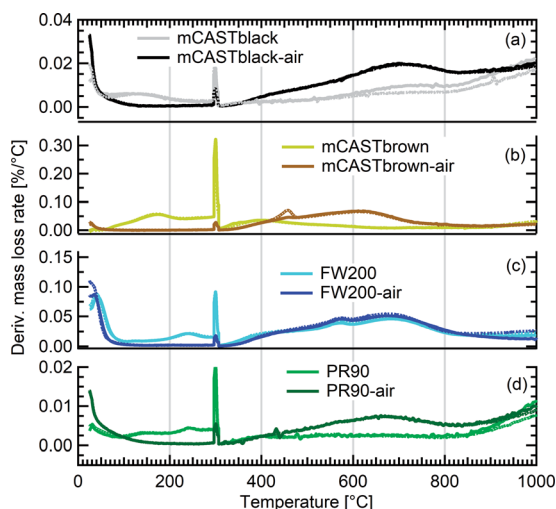 0.04
mCASTblack
(a)
mCASTblack-air
0.02
0.00
0.30
mCASTbrown
(b)
0.20
mCASTbrown-air
0.10
0.00
0.15
FW200
(c)
0.10
FW200-air
0.05
0.00
0.02
PR90
(d)
0.01
PR90-air
0.00
0 200 400 600 800 1000
Temperature [°C]
Deriv. mass loss rate [%/°C]